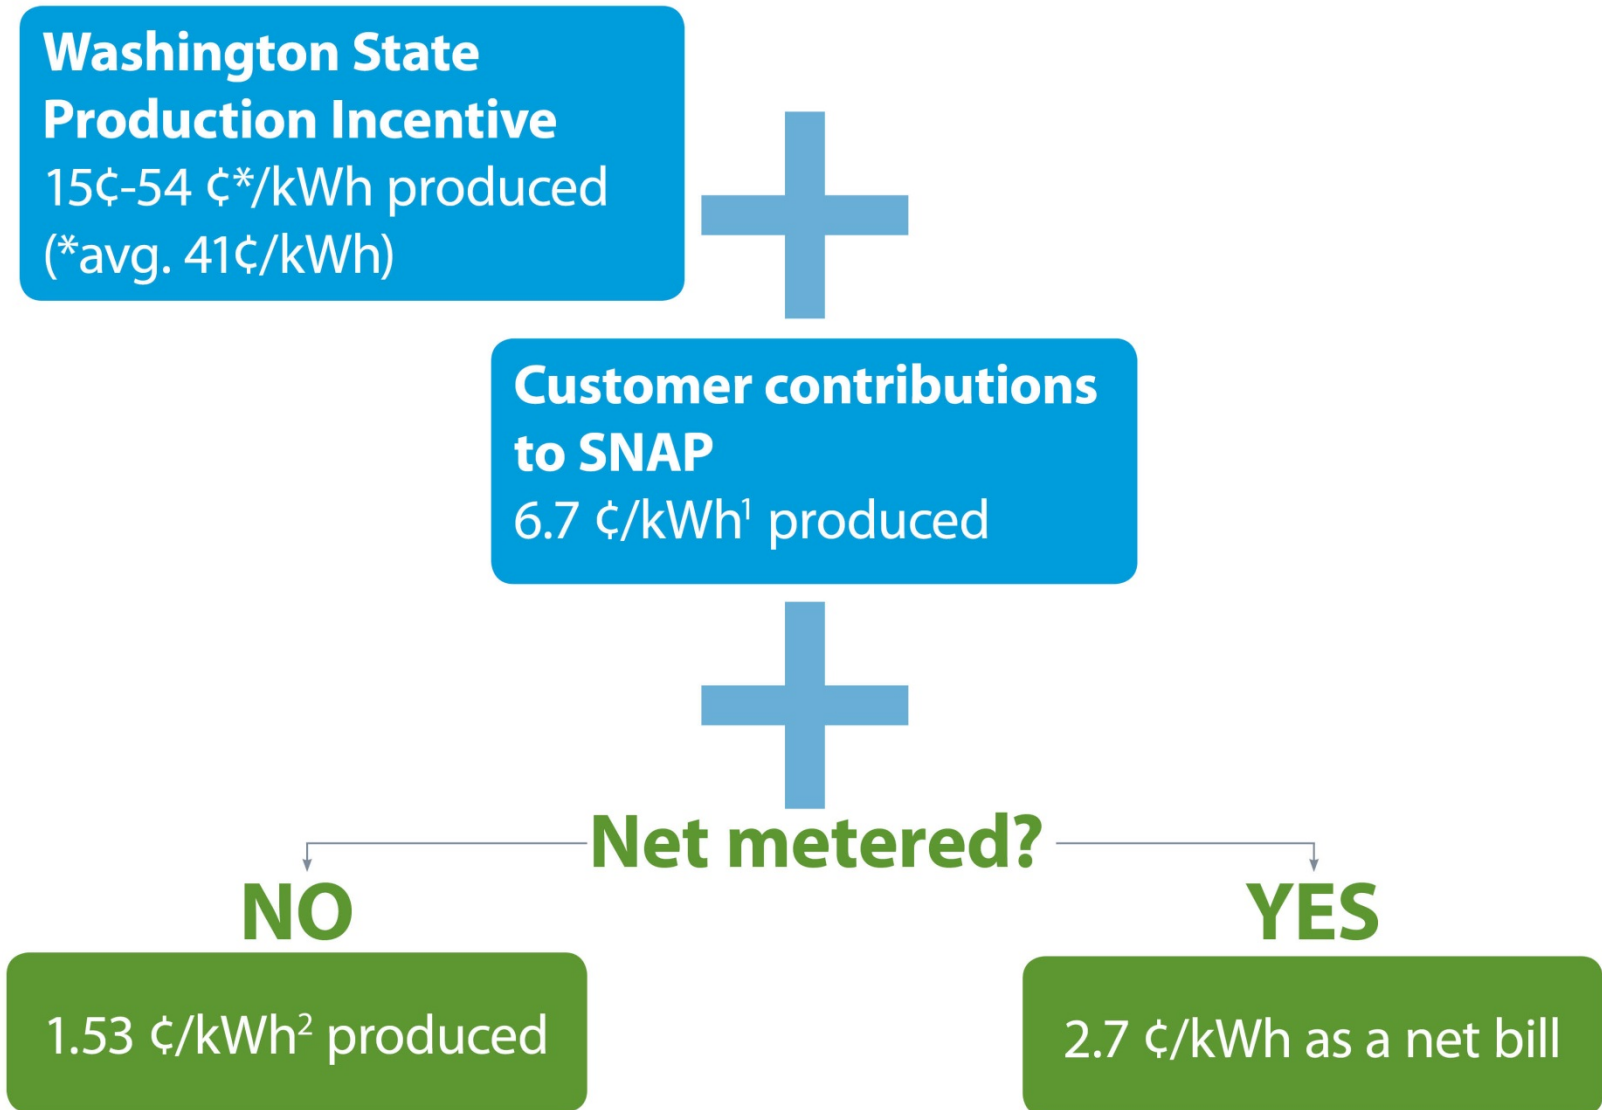 Washington State
Production Incentive
15¢-54 ¢*/kWh produced
(*avg. 41¢/kWh)
Customer contributions
to SNAP
6.7 ¢/kWh¹ produced
Net metered?
NO
YES
1.53 ¢/kWh² produced
2.7 ¢/kWh as a net bill